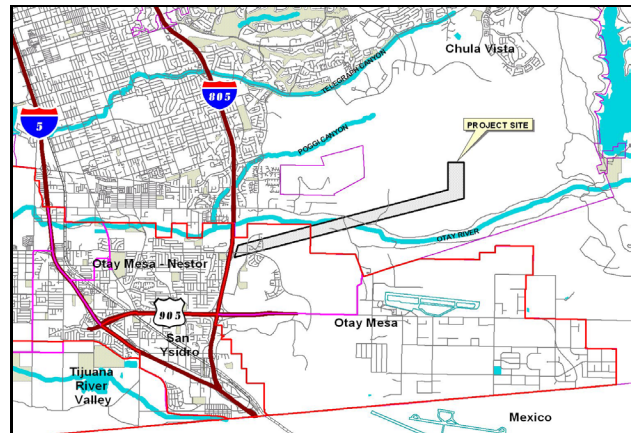 Chula Vista
805
TELEGRAPH CANYON
5
PROJECT SITE
POGGI CANYON
OTAY RIVER
Otay Mesa - Nestor
905
Otay Mesa
San
Ysidro
Tijuana
River
Valley
Mexico